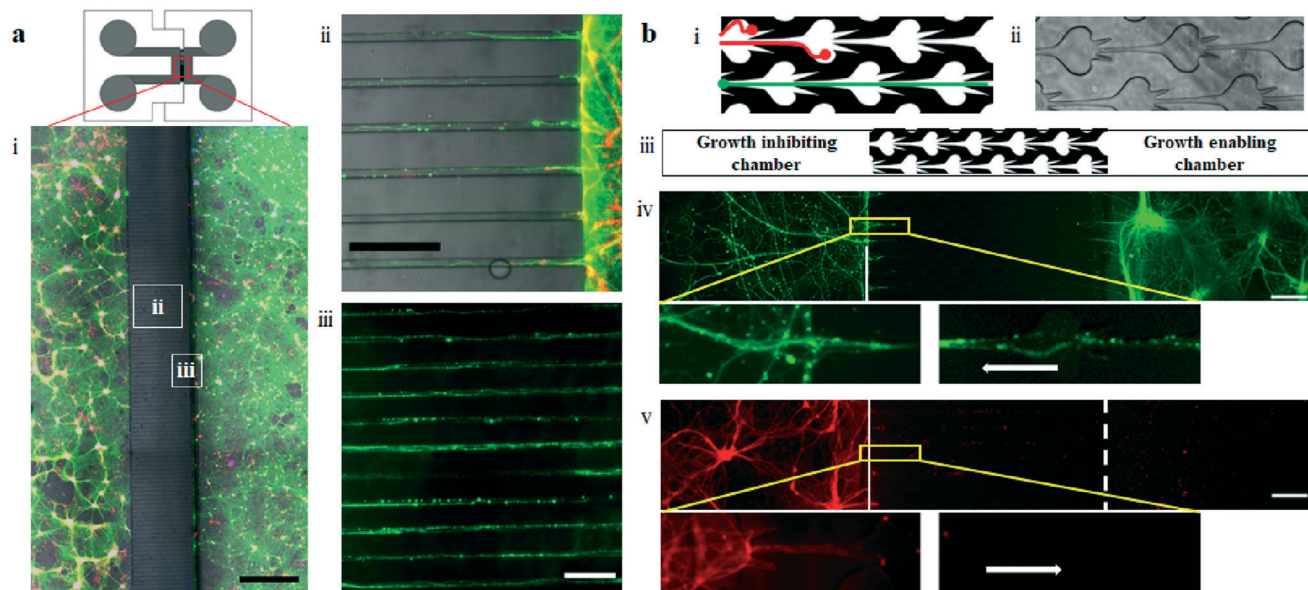 a
i
ii
iii
ii
iii
b
i
ii
iii
Growth inhibiting
chamber
Growth enabling
chamber
iv
v